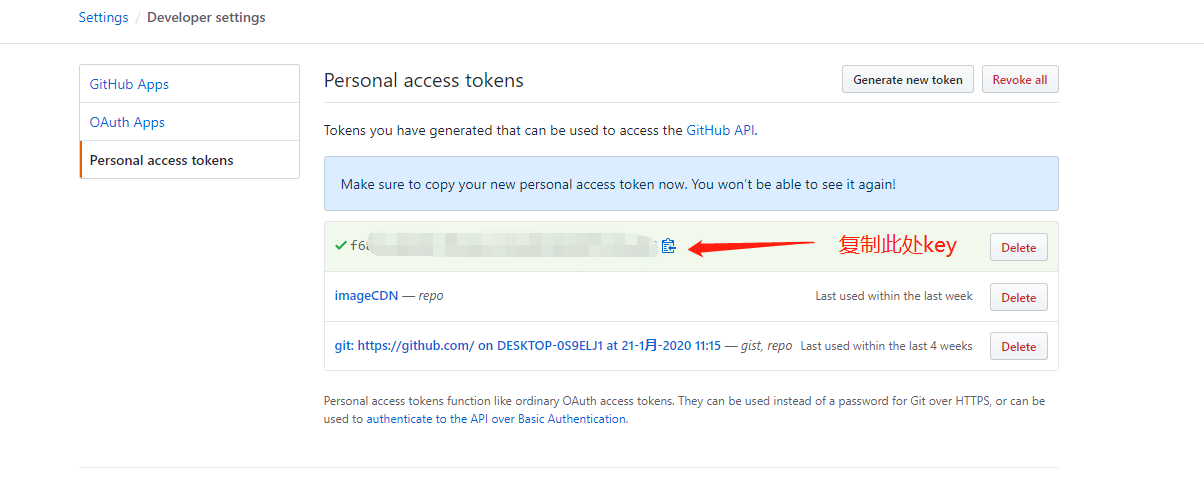 Settings / Developer settings
GitHub Apps
OAuth Apps
Personal access tokens
Personal access tokens
Generate new token
Revoke all
Tokens you have generated that can be used to access the GitHub API.
Make sure to copy your new personal access token now. You won't be able to see it again!
复制此处key
Delete
imageCDN — repo
Last used within the last week
Delete
git: https://github.com/ on DESKTOP-0S9ELJ1 at 21-1月-2020 11:15 — gist, repo
Last used within the last 4 weeks
Delete
Personal access tokens function like ordinary OAuth access tokens. They can be used instead of a password for Git over HTTPS, or can be
used to authenticate to the API over Basic Authentication.